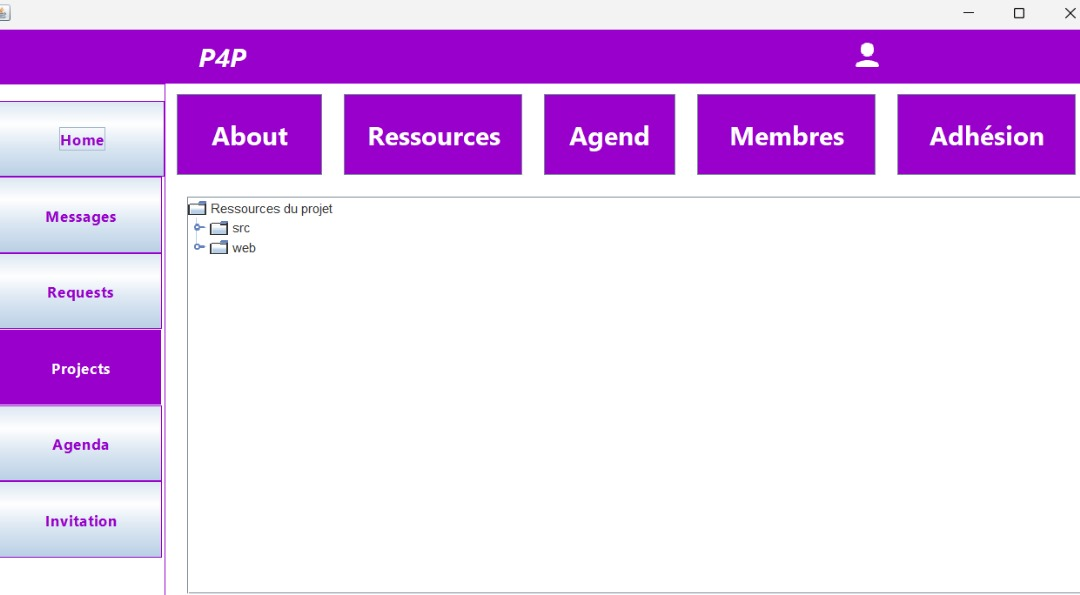 P4P
Home
Messages
Requests
Projects
Agenda
Invitation
About
Ressources
Agend
Membres
Adhésion
Ressources du projet
src
web